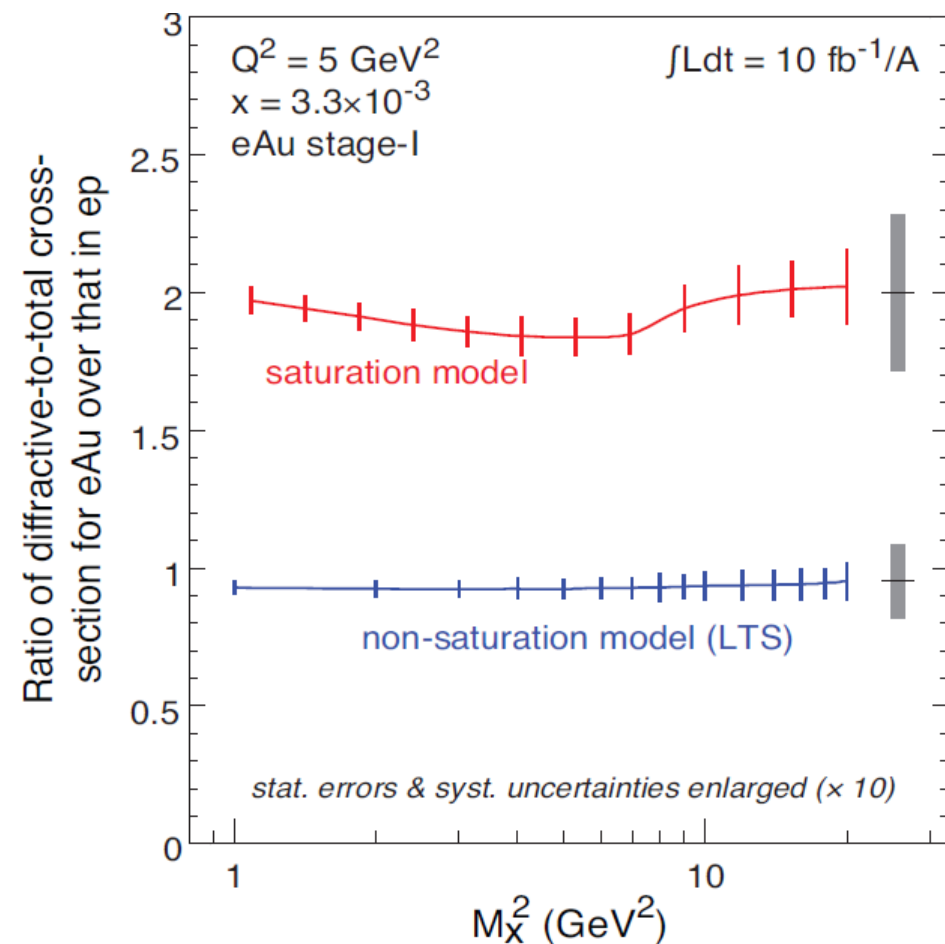 Ratio of diffractive-to-total cross-
section for eAu over that in ep
3
2.5
2
1.5
1
0.5
0
Q² = 5 GeV²
x = 3.3×10⁻³
eAu stage-I
∫Ldt = 10 fb⁻¹/A
saturation model
non-saturation model (LTS)
stat. errors & syst. uncertainties enlarged (× 10)
1 10
Mₓ² (GeV²)